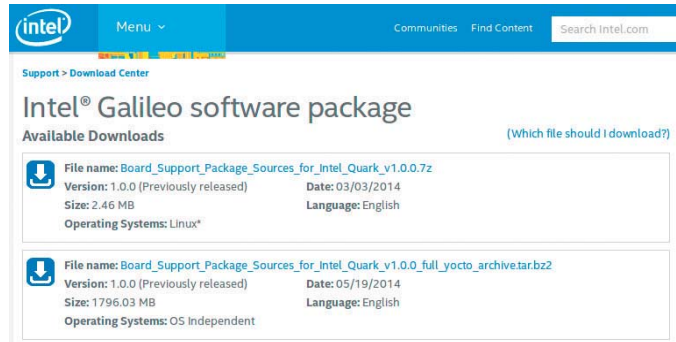 intel
Menu
Communities Find Content Search Intel.com
Support > Download Center
Intel® Galileo software package
Available Downloads (Which file should I download?)
File name: Board_Support_Package_Sources_for_Intel_Quark_v1.0.0.7z
Version: 1.0.0 (Previously released) Date: 03/03/2014
Size: 2.46 MB Language: English
Operating Systems: Linux*
File name: Board_Support_Package_Sources_for_Intel_Quark_v1.0.0_full_yocto_archive.tar.bz2
Version: 1.0.0 (Previously released) Date: 05/19/2014
Size: 1796.03 MB Language: English
Operating Systems: OS Independent